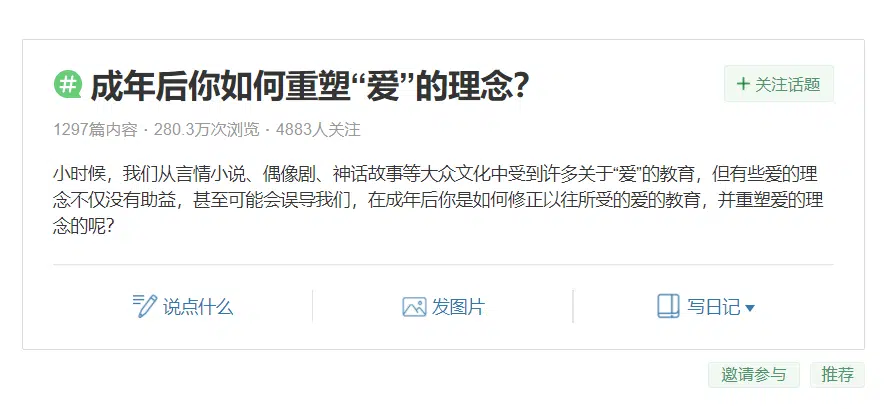 成年后你如何重塑“爱”的理念？
+ 关注话题
1297篇内容 · 280.3万次浏览 · 4883人关注
小时候，我们从言情小说、偶像剧、神话故事等大众文化中受到许多关于“爱”的教育，但有些爱的理
念不仅没有助益，甚至可能会误导我们，在成年后你是如何修正以往所受的爱的教育，并重塑爱的理
念的呢？
说点什么
发图片
写日记
邀请参与
推荐